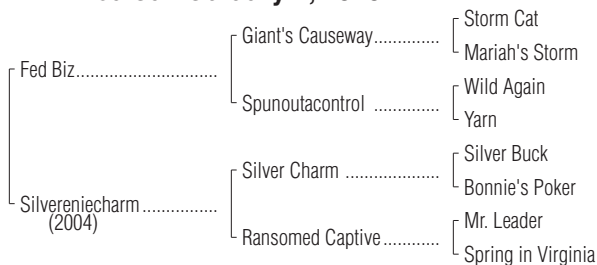 Storm Cat
Giant's Causeway..............
Mariah's Storm
Fed Biz..............................
Wild Again
Spunoutacontrol ..............
Yarn
Silver Buck
Silver Charm ....................
Bonnie's Poker
Silvereniecharm................
(2004)
Mr. Leader
Ransomed Captive............
Spring in Virginia